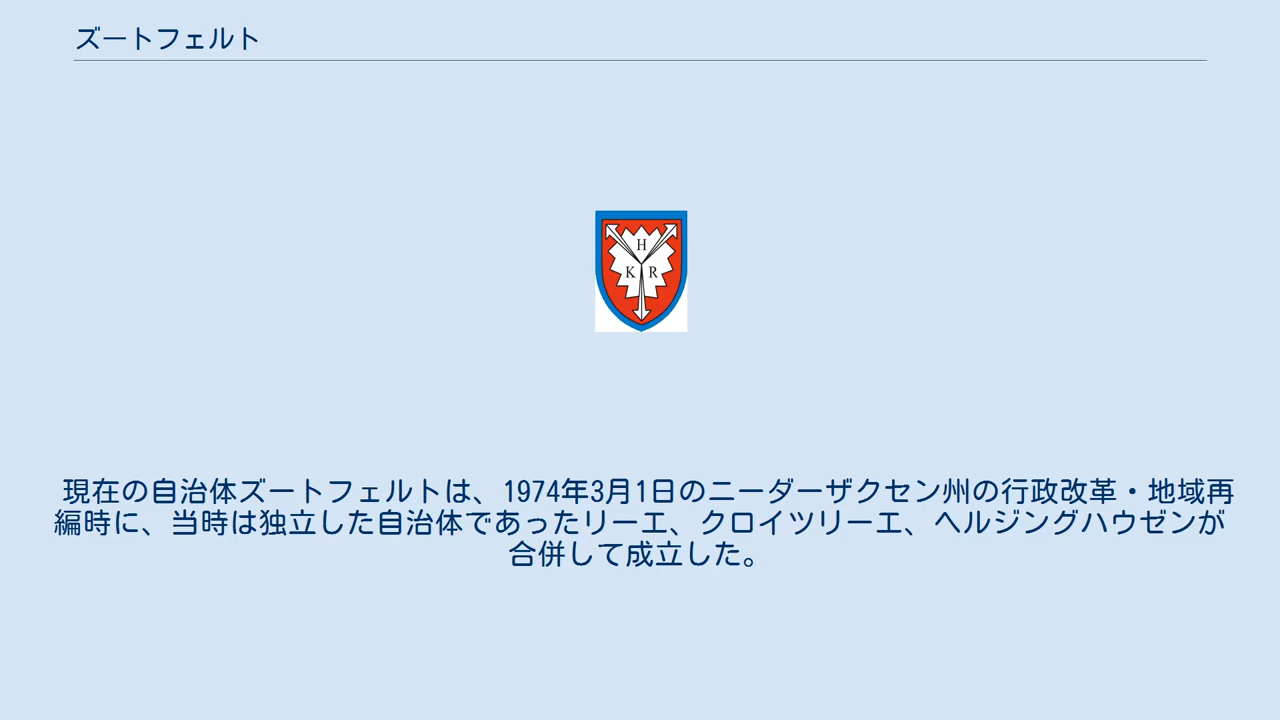 ズートフェルト
H
K R
現在の自治体ズートフェルトは、1974年3月1日のニーダーザクセン州の行政改革・地域再
編時に、当時は独立した自治体であったリーエ、クロイツリーエ、ヘルジングハウゼンが
合併して成立した。